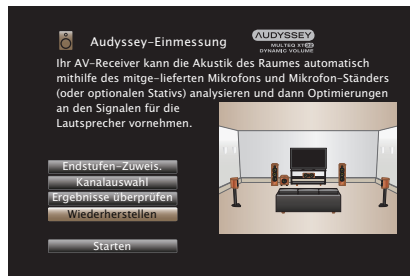 Audyssey-Einmessung
AUDYSSEY
MULTEQ XT32
DYNAMIC VOLUME
Ihr AV-Receiver kann die Akustik des Raumes automatisch
mithilfe des mitge-lieferten Mikrofons und Mikrofon-Ständers
(oder optionalen Stativs) analysieren und dann Optimierungen
an den Signalen für die
Lautsprecher vornehmen.
Endstufen-Zuweis.
Kanalauswahl
Ergebnisse überprüfen
Wiederherstellen
Starten